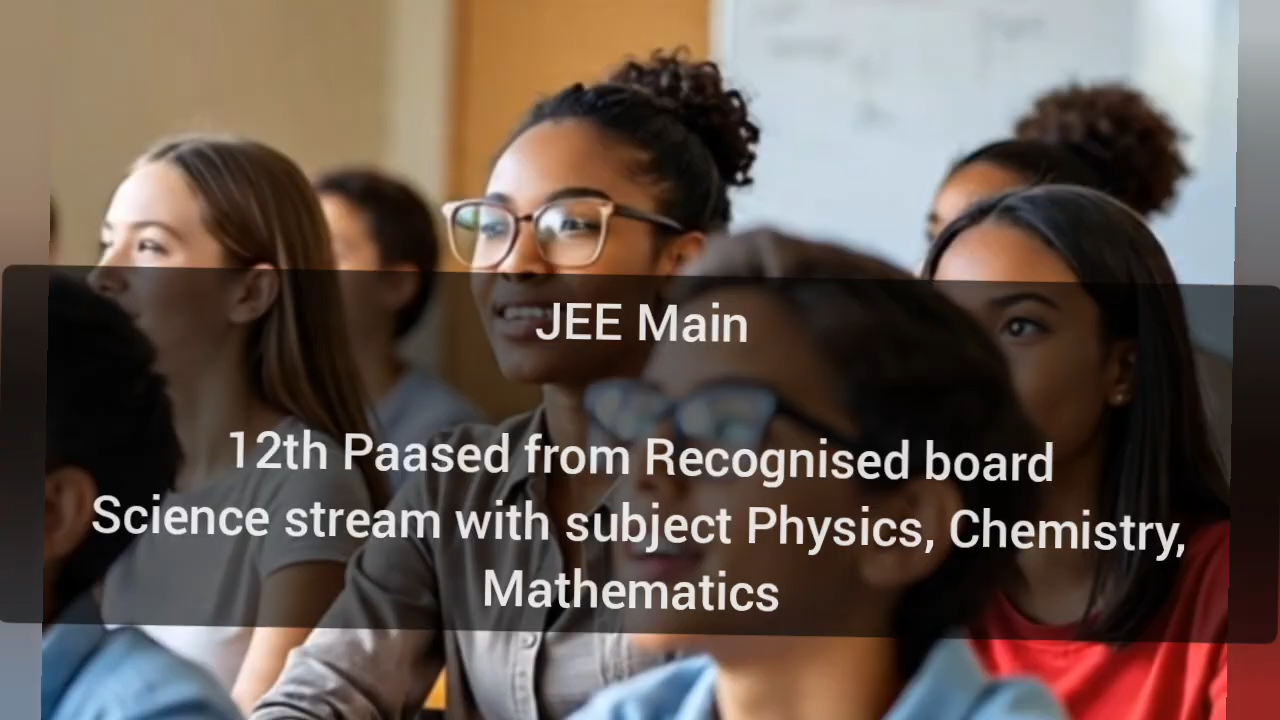 JEE Main
12th Paased from Recognised board
Science stream with subject Physics, Chemistry,
Mathematics